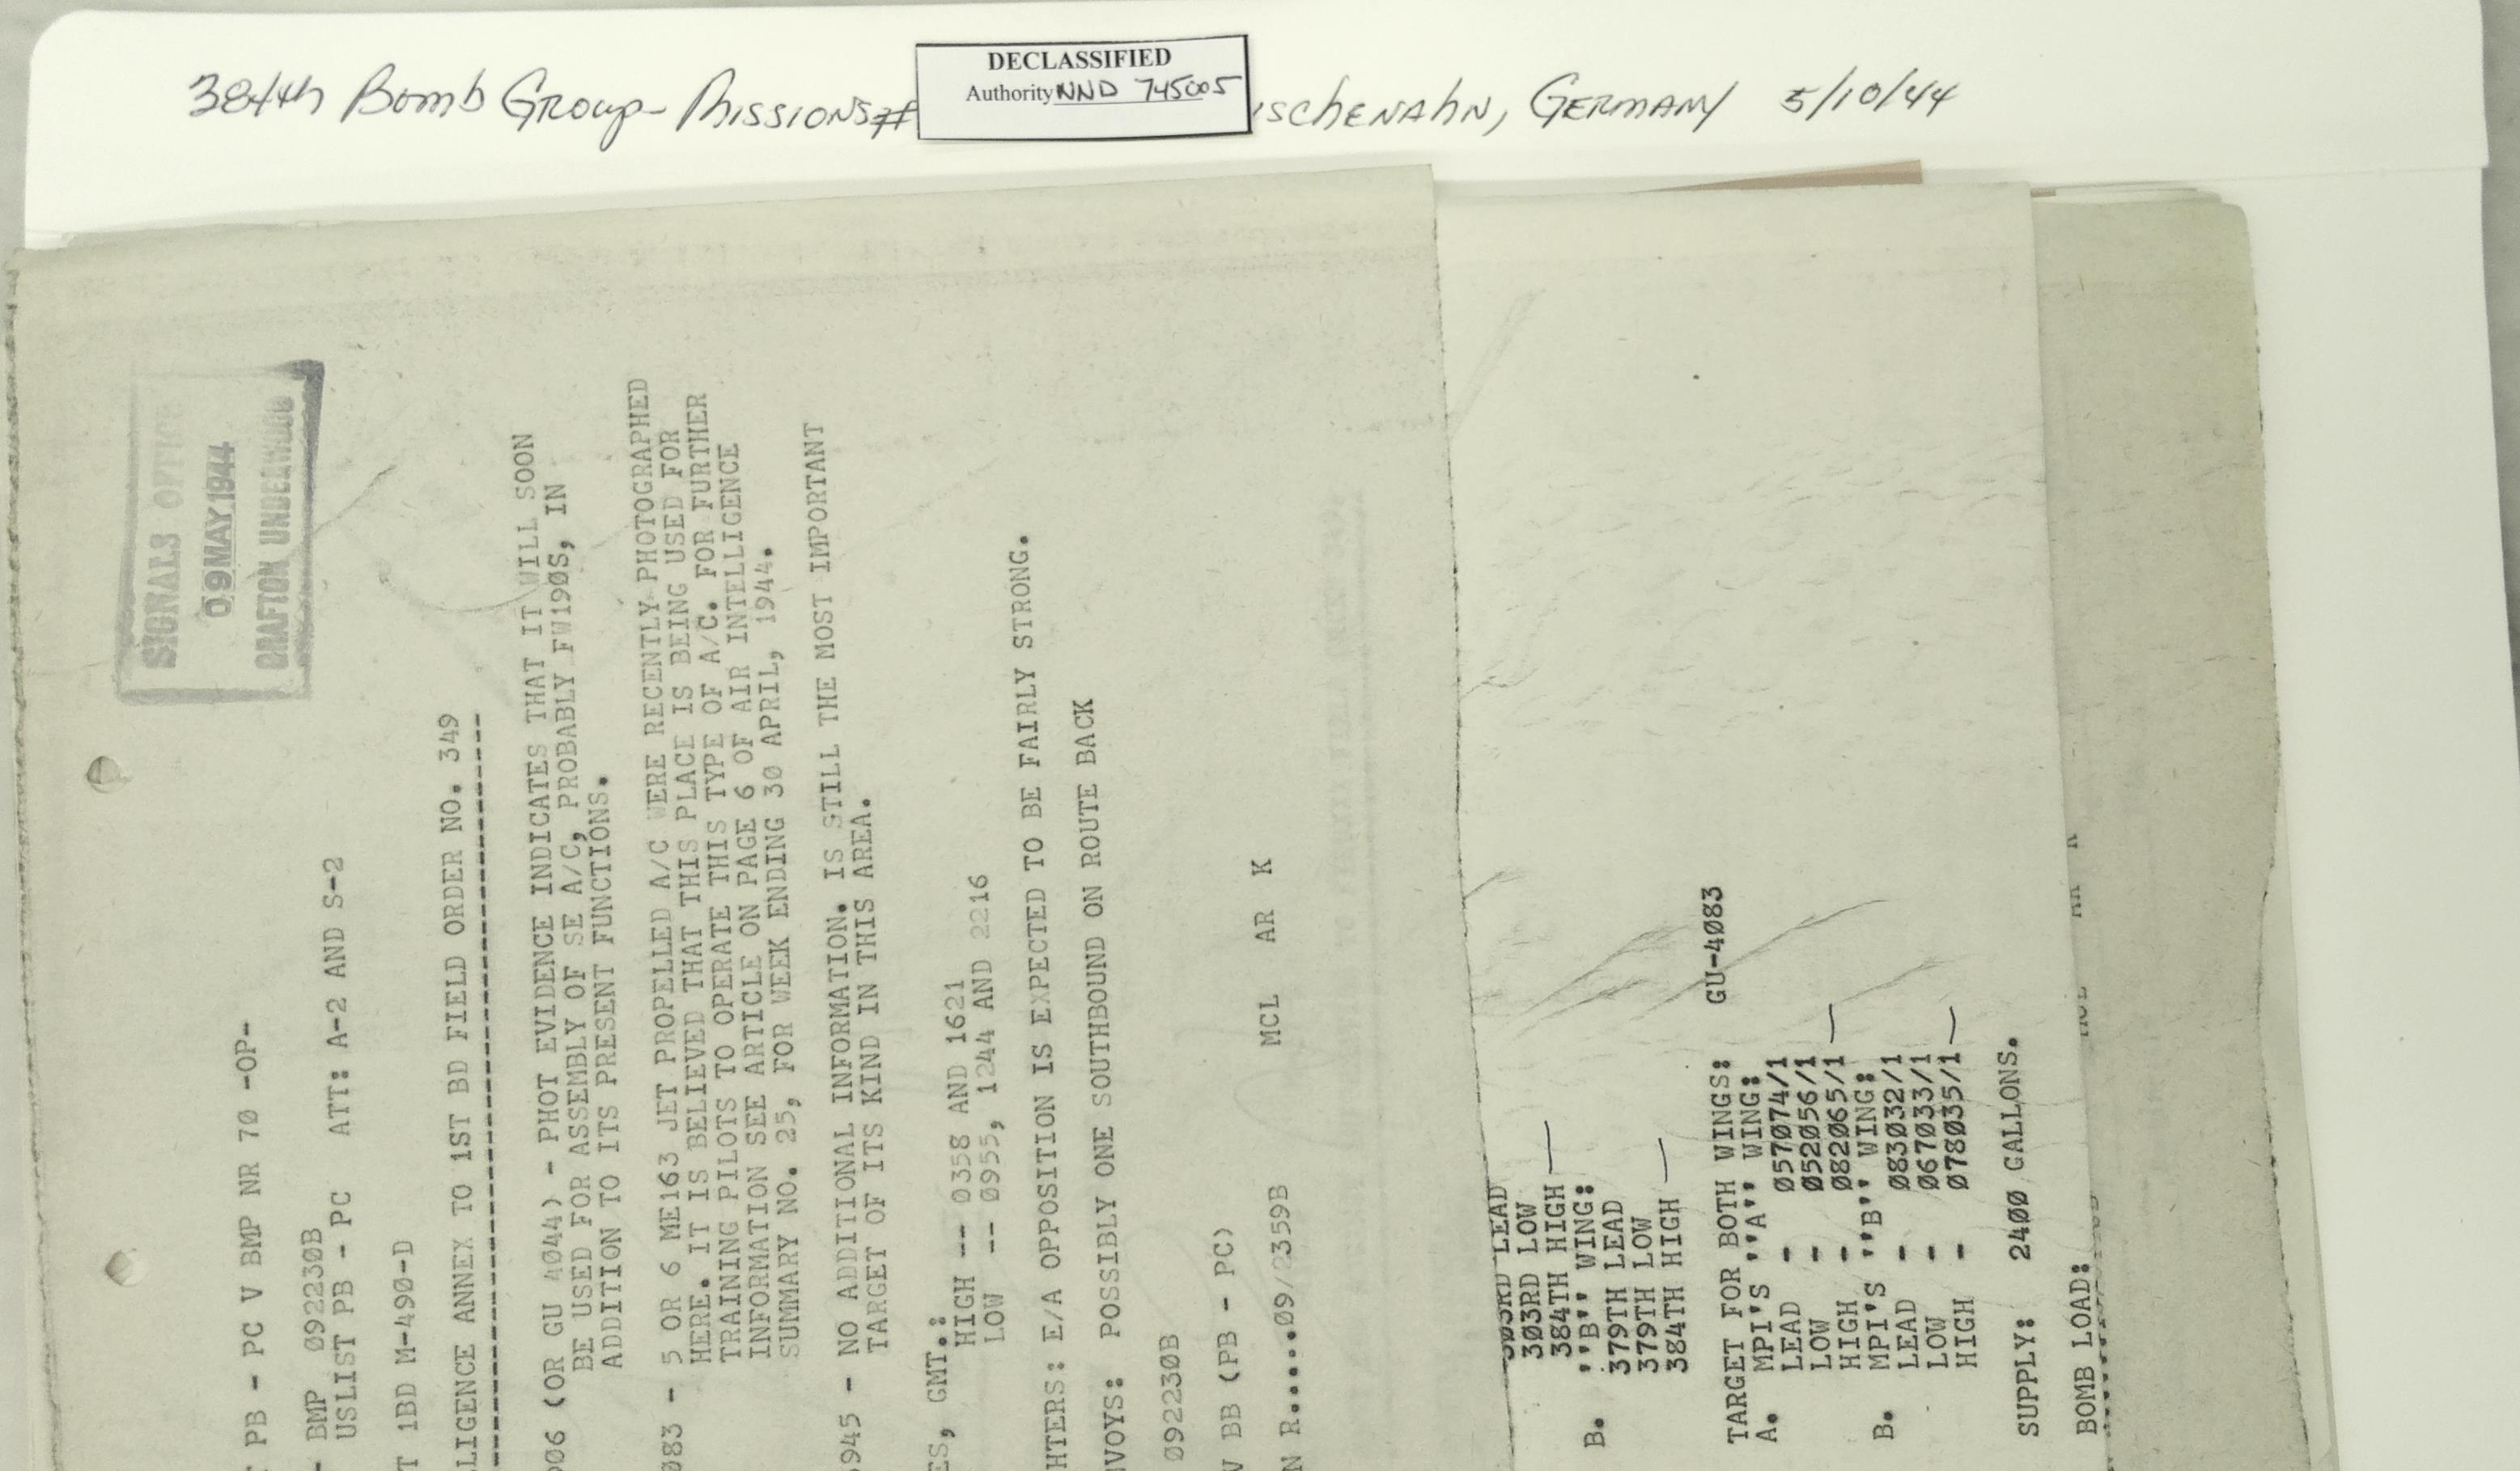 384th Bomb Group - Missions #
DECLASSIFIED
Authority NND 745005
ischenahn, Germany 5/10/44
SIGNALS OFFICE
09 MAY 1944
PB - PC V BMP NR 70 -OP-
- BMP 092230B
USLIST PB - PC ATT: A-2 AND S-2
T 1BD M-490-D
LLIGENCE ANNEX TO 1ST BD FIELD ORDER NO. 349
--------------------------------------------
006 (OR GU 4044) - PHOT EVIDENCE INDICATES THAT IT WILL SOON
BE USED FOR ASSEMBLY OF SE A/C, PROBABLY FW190S, IN
ADDITION TO ITS PRESENT FUNCTIONS.
083 - 5 OR 6 ME163 JET PROPELLED A/C WERE RECENTLY PHOTOGRAPHED
HERE. IT IS BELIEVED THAT THIS PLACE IS BEING USED FOR
TRAINING PILOTS TO OPERATE THIS TYPE OF A/C. FOR FURTHER
INFORMATION SEE ARTICLE ON PAGE 6 OF AIR INTELLIGENCE
SUMMARY NO. 25, FOR WEEK ENDING 30 APRIL, 1944.
3945 - NO ADDITIONAL INFORMATION. IS STILL THE MOST IMPORTANT
TARGET OF ITS KIND IN THIS AREA.
ES, GMT.:
HIGH -- 0358 AND 1621
LOW -- 0955, 1244 AND 2216
HTERS: E/A OPPOSITION IS EXPECTED TO BE FAIRLY STRONG.
NVOYS: POSSIBLY ONE SOUTHBOUND ON ROUTE BACK
092230B
V BB (PB - PC)
N R.....09/2359B MCL AR K
303RD LEAD
303RD LOW
384TH HIGH —
B. ''B'' WING:
379TH LEAD
379TH LOW
384TH HIGH —
TARGET FOR BOTH WINGS: GU-4083
A. MPI'S ''A'' WING:
LEAD - 057074/1
LOW - 052056/1
HIGH - 082065/1 —
B. MPI'S ''B'' WING:
LEAD - 083032/1
LOW - 067033/1
HIGH - 078035/1 —
SUPPLY: 2400 GALLONS.
BOMB LOAD: